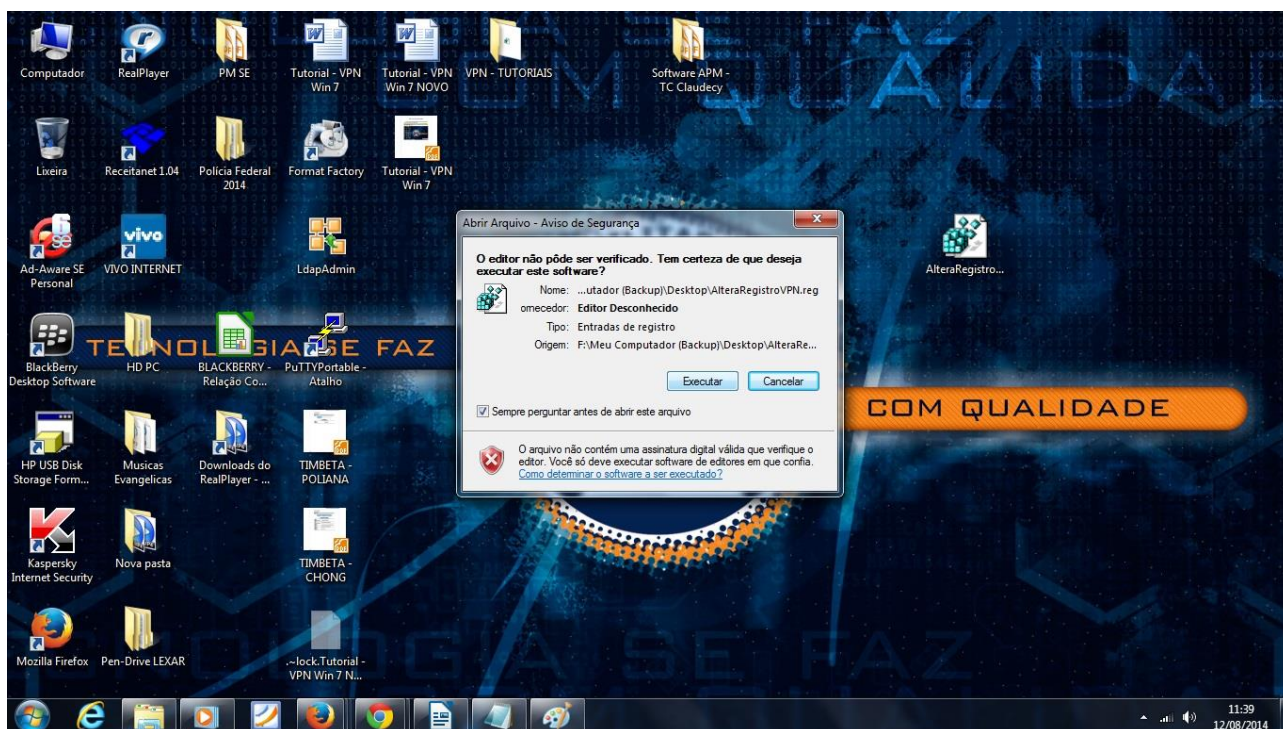 COM QUALIDAD
Computador
RealPlayer
PM SE
Tutorial - VPN
Win 7
Tutorial - VPN
Win 7 NOVO
VPN - TUTORIAIS
Software APM -
TC Claudecy
Lixeira
Receitanet 1.04
Polícia Federal
2014
Format Factory
Tutorial - VPN
Win 7
Ad-Aware SE
Personal
vivo
VIVO INTERNET
LdapAdmin
AlteraRegistro...
Abrir Arquivo - Aviso de Segurança
O editor não pôde ser verificado. Tem certeza de que deseja
executar este software?
Nome: ...utador (Backup)\Desktop\AlteraRegistroVPN.reg
ornecedor: Editor Desconhecido
Tipo: Entradas de registro
Origem: F:\Meu Computador (Backup)\Desktop\AlteraRe...
Executar
Cancelar
Sempre perguntar antes de abrir este arquivo
O arquivo não contém uma assinatura digital válida que verifique o
editor. Você só deve executar software de editores em que confia.
Como determinar o software a ser executado?
SE FAZ
COM QUALIDADE
BlackBerry
Desktop Software
HD PC
BLACKBERRY -
Relação Co...
PuTTYPortable -
Atalho
HP USB Disk
Storage Form...
Musicas
Evangelicas
Downloads do
RealPlayer - ...
TIMBETA -
POLIANA
Kaspersky
Internet Security
Nova pasta
TIMBETA -
CHONG
Mozilla Firefox
Pen-Drive LEXAR
.~lock.Tutorial -
VPN Win 7 N...
SE FAZ
11:39
12/08/2014